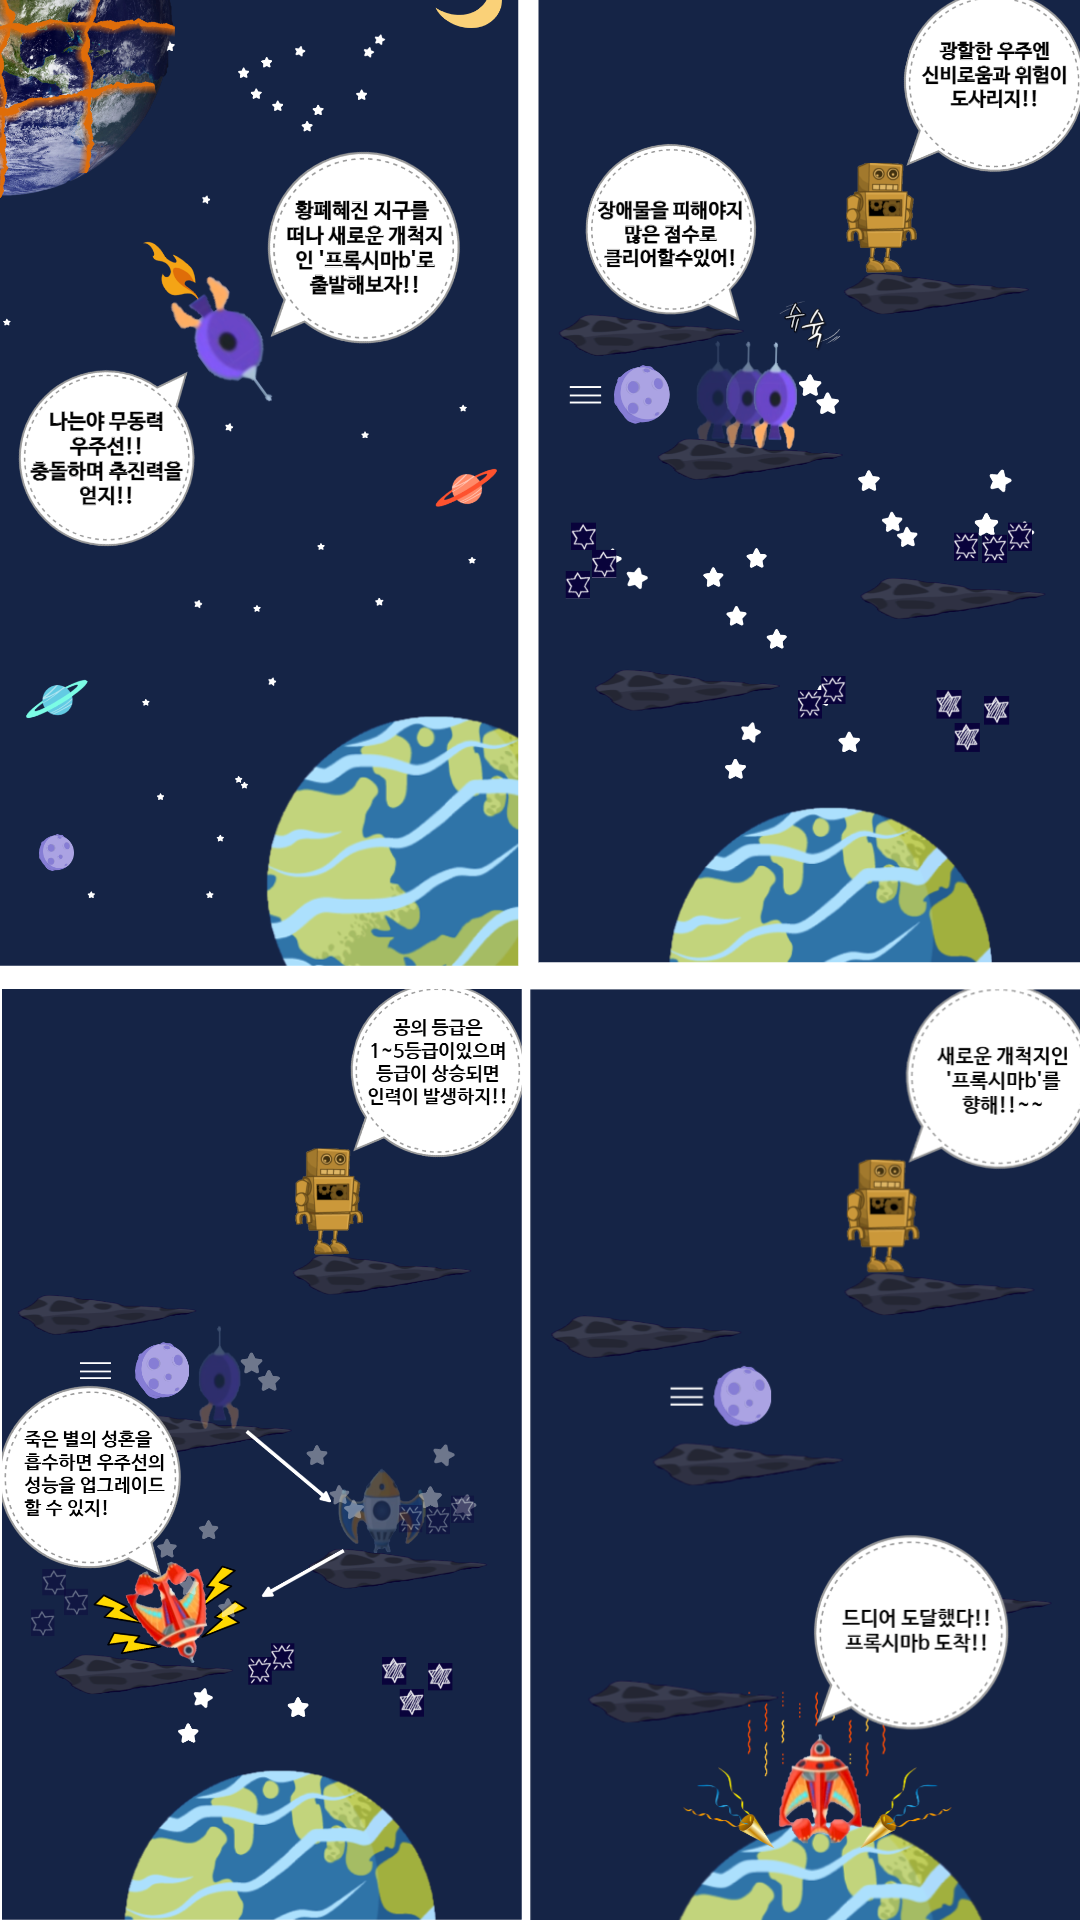 황폐헤진 지구를
떠나 새로운 개척지
인 '프록시마b'로
출발해보자!!
나는야 무동력
우주선!!
충돌하며 추진력을
얻지!!
광할한 우주엔
신비로움과 위험이
도사리지!!
장애물을 피해야지
많은 점수로
클리어할수있어!
슈
슉
공의 등급은
1~5등급이있으며
등급이 상승되면
인력이 발생하지!!
죽은 별의 성혼을
흡수하면 우주선의
성능을 업그레이드
할 수 있지!
새로운 개척지인
'프록시마b'를
향해!!~~
드디어 도달했다!!
프록시마b 도착!!